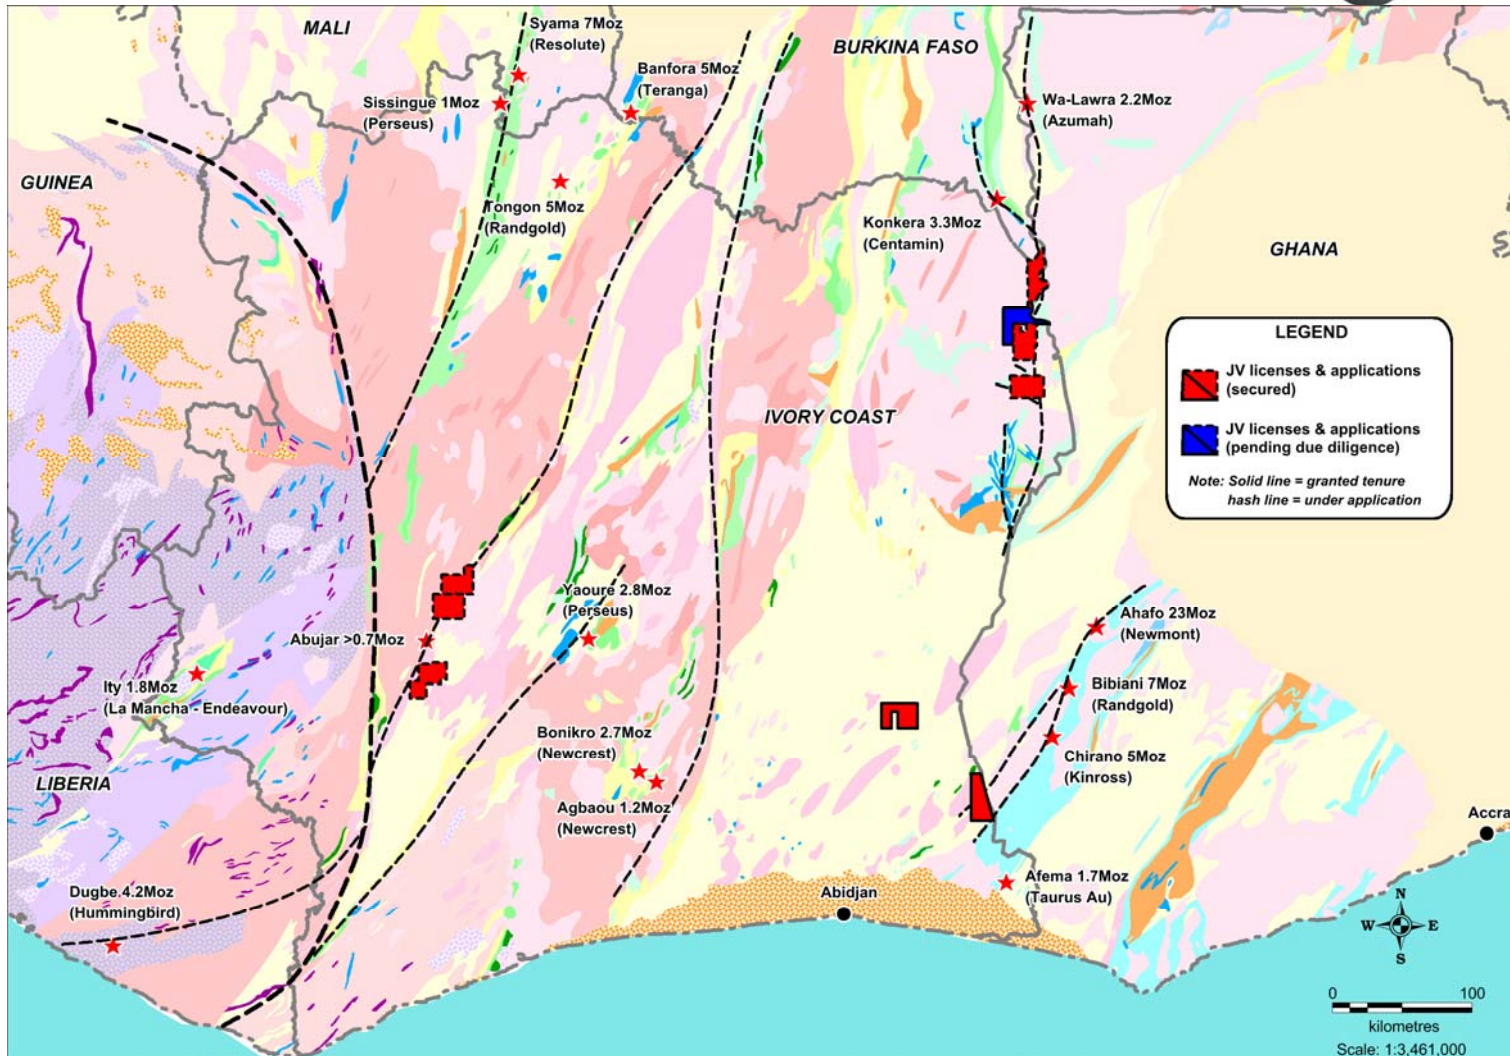 MALI
Syama 7Moz
(Resolute)
BURKINA FASO
Banfora 5Moz
(Teranga)
Sissingue 1Moz
(Perseus)
Wa-Lawra 2.2Moz
(Azumah)
GUINEA
Tongon 5Moz
(Randgold)
Konkera 3.3Moz
(Centamin)
GHANA
LEGEND
JV licenses & applications
(secured)
JV licenses & applications
(pending due diligence)
Note: Solid line = granted tenure
hash line = under application
IVORY COAST
Yaoure 2.8Moz
(Perseus)
Abujar >0.7Moz
Ahafo 23Moz
(Newmont)
Ity 1.8Moz
(La Mancha - Endeavour)
Bibiani 7Moz
(Randgold)
Bonikro 2.7Moz
(Newcrest)
Chirano 5Moz
(Kinross)
LIBERIA
Agbaou 1.2Moz
(Newcrest)
Accra
Dugbe 4.2Moz
(Hummingbird)
Abidjan
Afema 1.7Moz
(Taurus Au)
N
W E
S
0 100
kilometres
Scale: 1:3,461,000